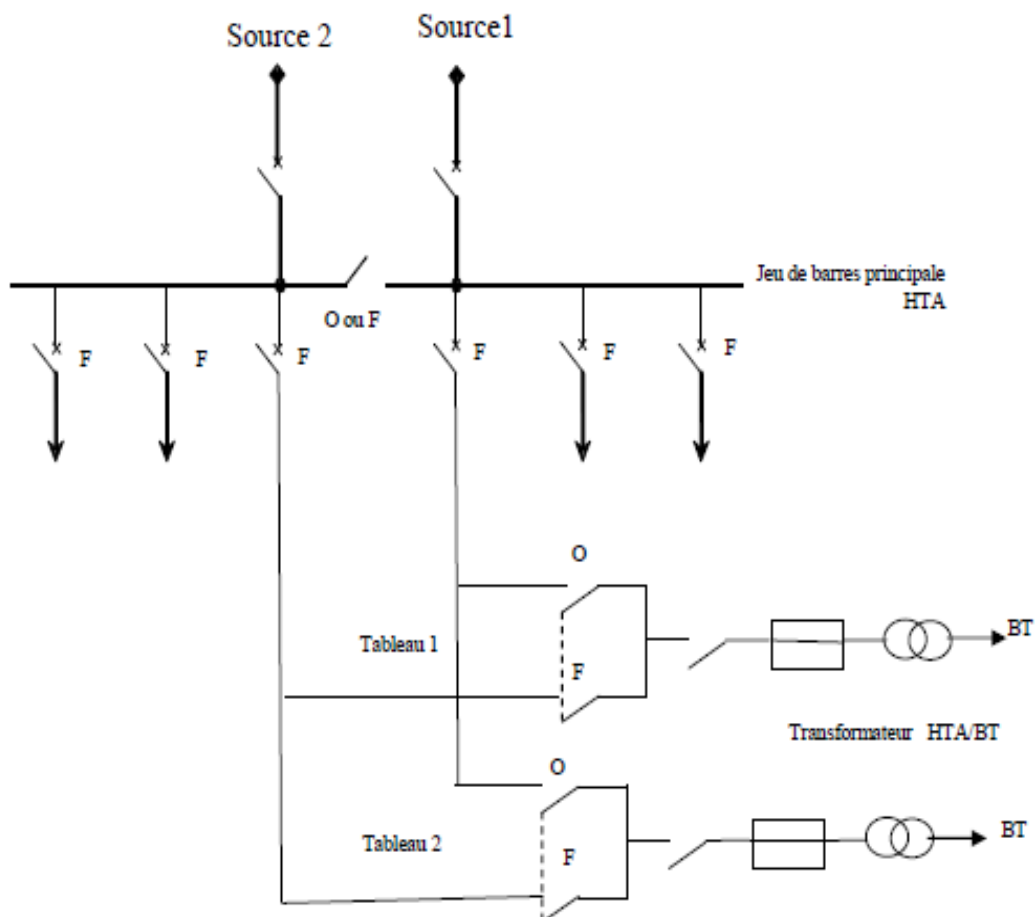 Source 2
Source1
Jeu de barres principale
HTA
O ou F
F
F
F
F
F
F
O
Tableau 1
F
BT
Transformateur HTA/BT
O
Tableau 2
F
BT